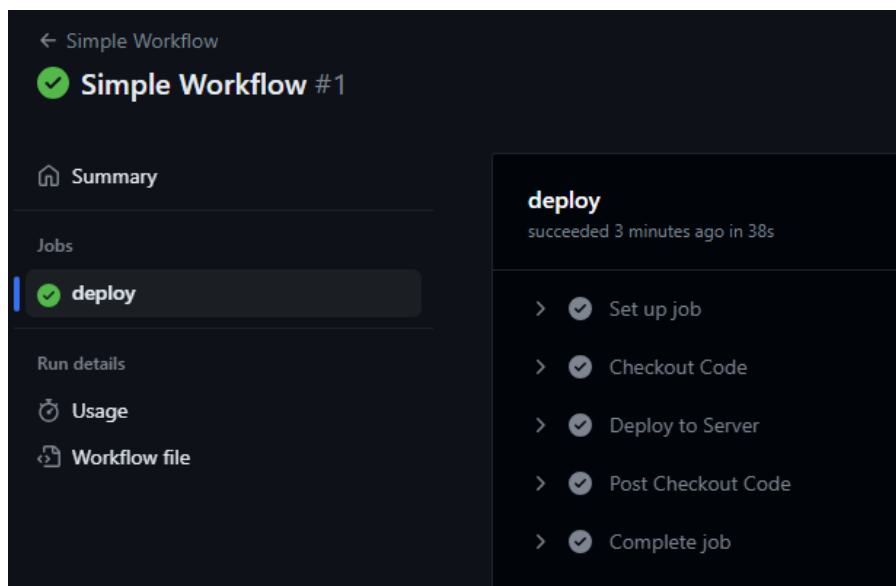 Simple Workflow
Simple Workflow #1
Summary
Jobs
deploy
Run details
Usage
Workflow file
deploy
succeeded 3 minutes ago in 38s
Set up job
Checkout Code
Deploy to Server
Post Checkout Code
Complete job